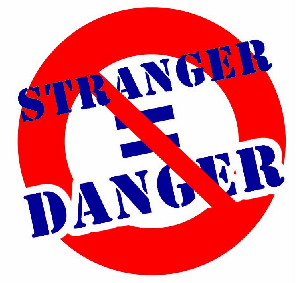 STRANGER
=
DANGER